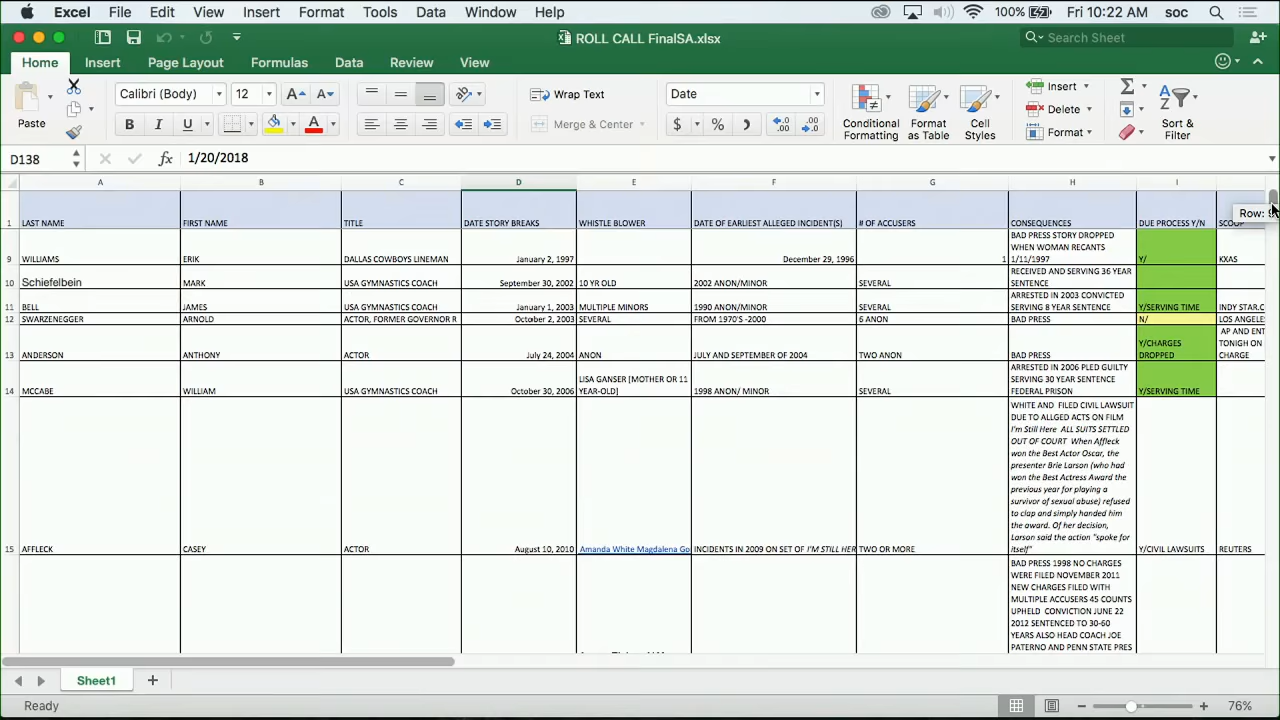 Excel File Edit View Insert Format Tools Data Window Help 100% Fri 10:22 AM soc
ROLL CALL FinalSA.xlsx
Search Sheet
Home Insert Page Layout Formulas Data Review View
Paste
Calibri (Body) 12
Wrap Text
Merge & Center
Date
Conditional Formatting
Format as Table
Cell Styles
Insert
Delete
Format
Sort & Filter
D138 fx 1/20/2018
A B C D E F G H I
1 LAST NAME FIRST NAME TITLE DATE STORY BREAKS WHISTLE BLOWER DATE OF EARLIEST ALLEGED INCIDENT(S) # OF ACCUSERS CONSEQUENCES DUE PROCESS Y/N SCOOP
Row:
BAD PRESS STORY DROPPED
WHEN WOMAN RECANTS
9 WILLIAMS ERIK DALLAS COWBOYS LINEMAN January 2, 1997 December 29, 1996 1 1/11/1997 Y/ KXAS
RECEIVED AND SERVING 36 YEAR
10 Schiefelbein MARK USA GYMNASTICS COACH September 30, 2002 10 YR OLD 2002 ANON/MINOR SEVERAL SENTENCE
ARRESTED IN 2003 CONVICTED
11 BELL JAMES USA GYMNASTICS COACH January 1, 2003 MULTIPLE MINORS 1990 ANON/MINOR SEVERAL SERVING 8 YEAR SENTENCE Y/SERVING TIME INDY STAR.C
12 SWARZENEGGER ARNOLD ACTOR, FORMER GOVERNOR R October 2, 2003 SEVERAL FROM 1970'S -2000 6 ANON BAD PRESS N/ LOS ANGELES
AP AND ENT
Y/CHARGES TONIGH ON
13 ANDERSON ANTHONY ACTOR July 24, 2004 ANON JULY AND SEPTEMBER OF 2004 TWO ANON BAD PRESS DROPPED CHARGE
ARRESTED IN 2006 PLED GUILTY
LISA GANSER [MOTHER OR 11 SERVING 30 YEAR SENTENCE
14 MCCABE WILLIAM USA GYMNASTICS COACH October 30, 2006 YEAR-OLD] 1998 ANON/ MINOR SEVERAL FEDERAL PRISON Y/SERVING TIME
WHITE AND FILED CIVIL LAWSUIT
DUE TO ALLGED ACTS ON FILM
I'm Still Here ALL SUITS SETTLED
OUT OF COURT When Affleck
won the Best Actor Oscar, the
presenter Brie Larson (who had
won the Best Actress Award the
previous year for playing a
survivor of sexual abuse) refused
to clap and simply handed him
the award. Of her decision,
Larson said the action "spoke for
15 AFFLECK CASEY ACTOR August 10, 2010 Amanda White Magdalena Go INCIDENTS IN 2009 ON SET OF I'M STILL HER TWO OR MORE itself" Y/CIVIL LAWSUITS REUTERS
BAD PRESS 1998 NO CHARGES
WERE FILED NOVEMBER 2011
NEW CHARGES FILED WITH
MULTIPLE ACCUSERS 45 COUNTS
UPHELD CONVICTION JUNE 22
2012 SENTENCED TO 30-60
YEARS ALSO HEAD COACH JOE
PATERNO AND PENN STATE PRES
Sheet1
Ready 76%